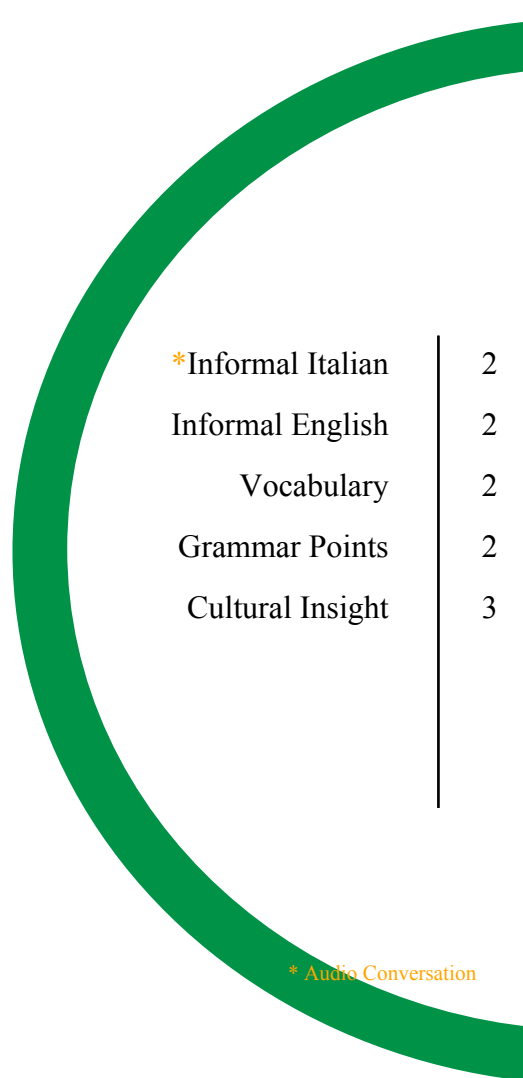 *Informal Italian 2
Informal English 2
Vocabulary 2
Grammar Points 2
Cultural Insight 3
* Audio Conversation